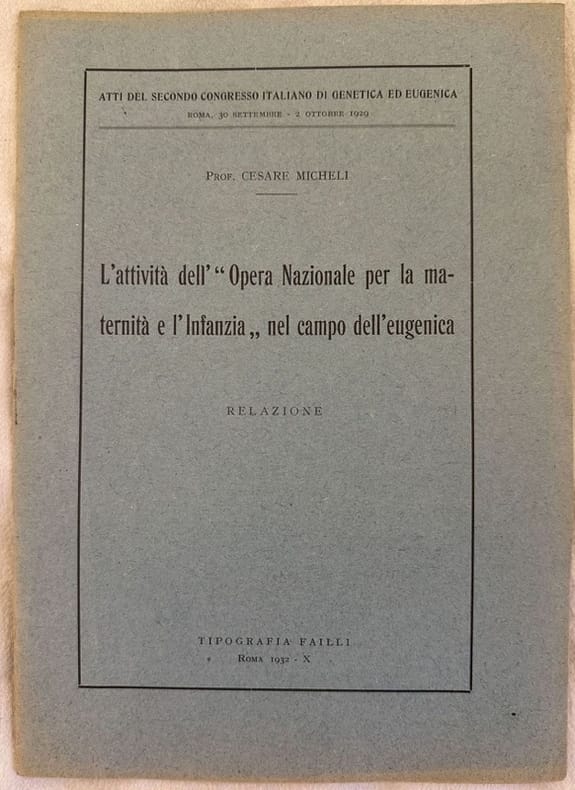 ATTI DEL SECONDO CONGRESSO ITALIANO DI GENETICA ED EUGENICA
ROMA, 30 SETTEMBRE - 2 OTTOBRE 1929
PROF. CESARE MICHELI
L'attività dell' “ Opera Nazionale per la ma-
ternità e l'Infanzia „ nel campo dell'eugenica
RELAZIONE
TIPOGRAFIA FAILLI
ROMA 1932 - X